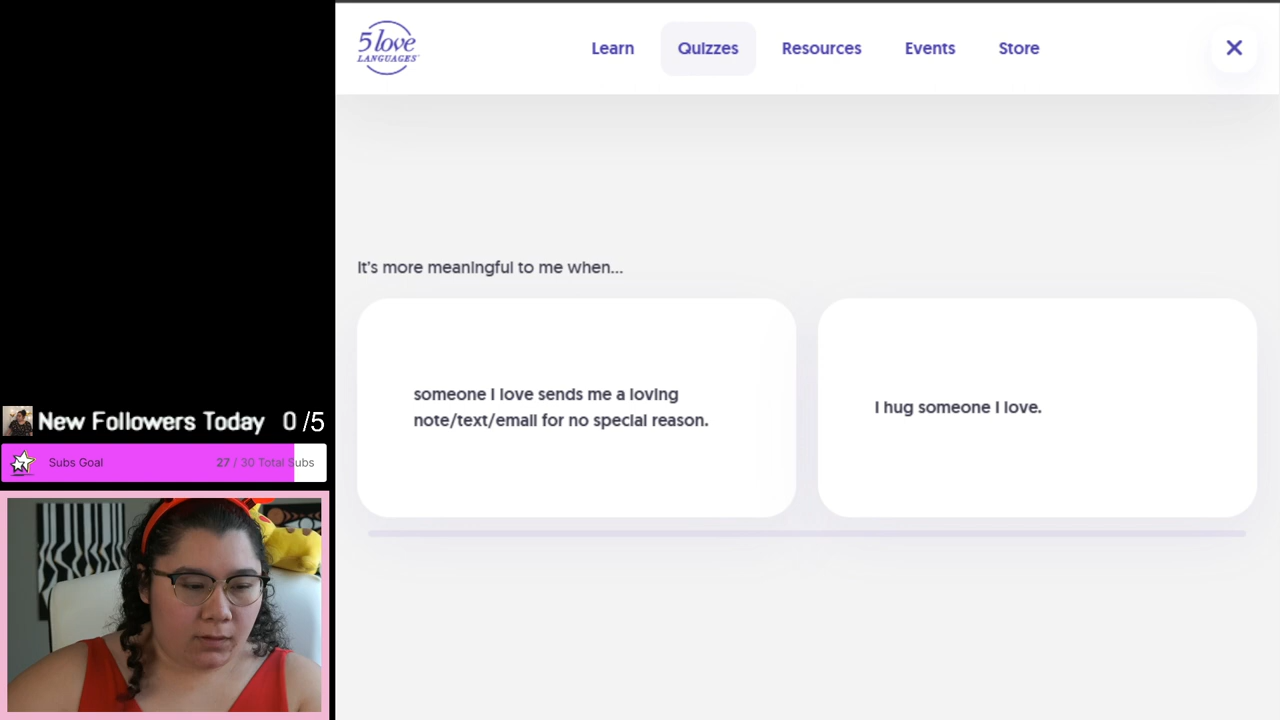 5 love
LANGUAGES
Learn
Quizzes
Resources
Events
Store
It's more meaningful to me when...
someone I love sends me a loving
note/text/email for no special reason.
I hug someone I love.
New Followers Today 0 /5
Subs Goal
27 / 30 Total Subs